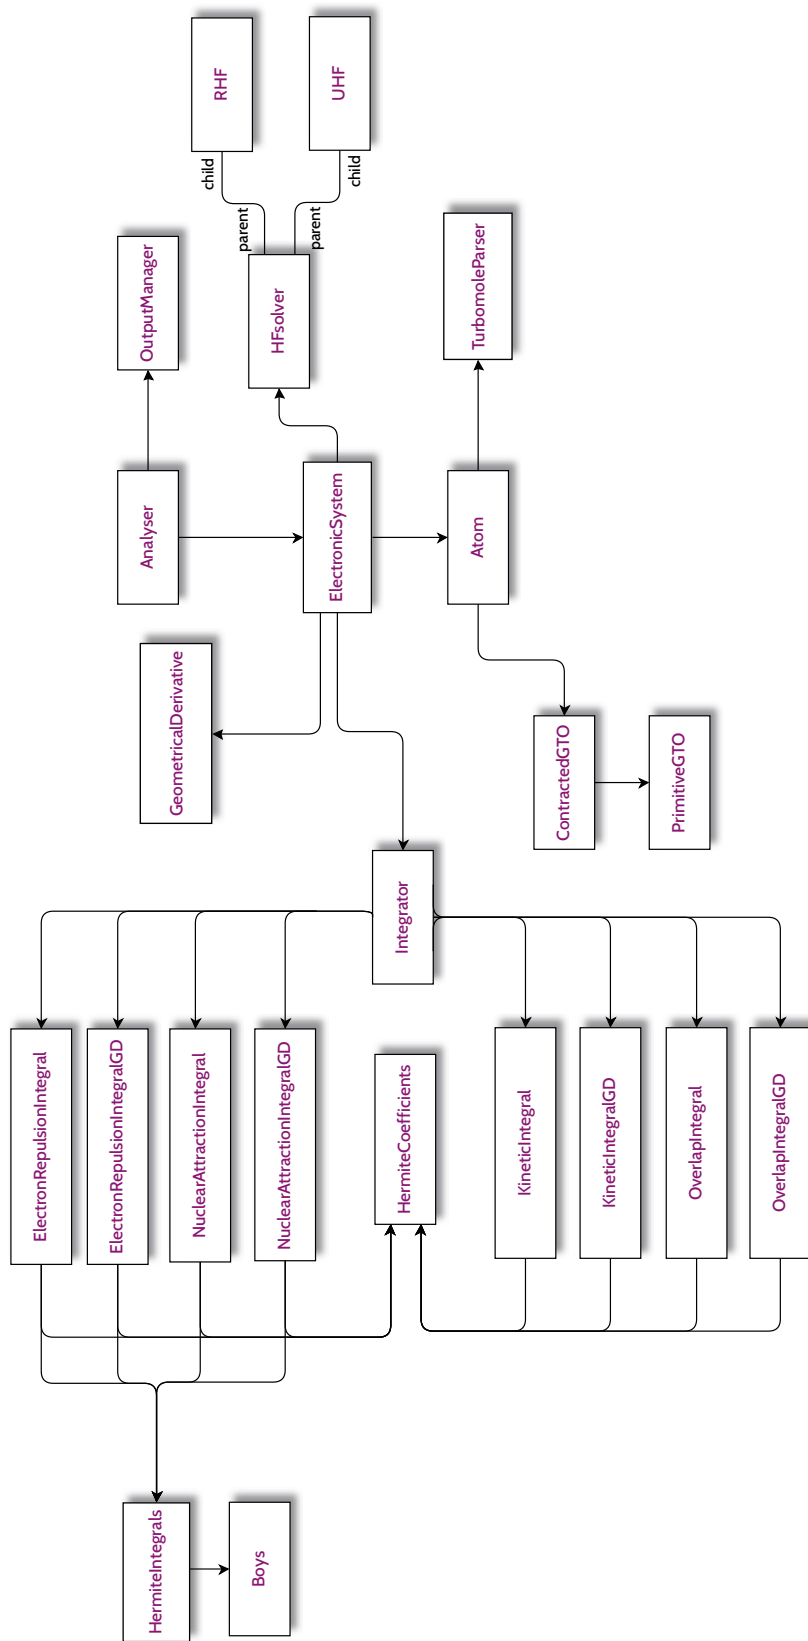 RHF
UHF
child
child
parent
parent
OutputManager
HFsolver
TurbomoleParser
Analyser
ElectronicSystem
Atom
GeometricalDerivative
ContractedGTO
PrimitiveGTO
Integrator
ElectronRepulsionIntegral
ElectronRepulsionIntegralGD
NuclearAttractionIntegral
NuclearAttractionIntegralGD
HermiteCoefficients
KineticIntegral
KineticIntegralGD
OverlapIntegral
OverlapIntegralGD
HermiteIntegrals
Boys